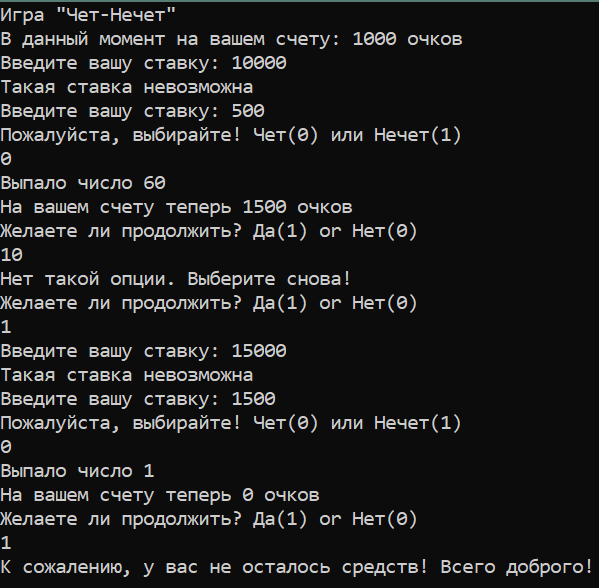 Игра "Чет-Нечет"
В данный момент на вашем счету: 1000 очков
Введите вашу ставку: 10000
Такая ставка невозможна
Введите вашу ставку: 500
Пожалуйста, выбирайте! Чет(0) или Нечет(1)
0
Выпало число 60
На вашем счету теперь 1500 очков
Желаете ли продолжить? Да(1) or Нет(0)
10
Нет такой опции. Выберите снова!
Желаете ли продолжить? Да(1) or Нет(0)
1
Введите вашу ставку: 15000
Такая ставка невозможна
Введите вашу ставку: 1500
Пожалуйста, выбирайте! Чет(0) или Нечет(1)
0
Выпало число 1
На вашем счету теперь 0 очков
Желаете ли продолжить? Да(1) or Нет(0)
1
К сожалению, у вас не осталось средств! Всего доброго!